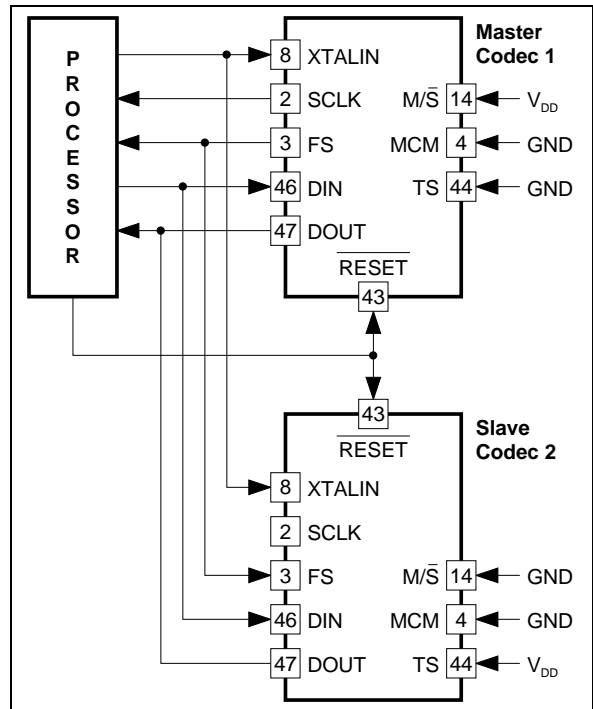 PROCESSOR
Master
Codec 1
8 XTALIN
2 SCLK M/S̅ 14 V_DD
3 FS MCM 4 GND
46 DIN TS 44 GND
47 DOUT
R̅E̅S̅E̅T̅
43
43
R̅E̅S̅E̅T̅
Slave
Codec 2
8 XTALIN
2 SCLK
3 FS M/S̅ 14 GND
46 DIN MCM 4 GND
47 DOUT TS 44 V_DD